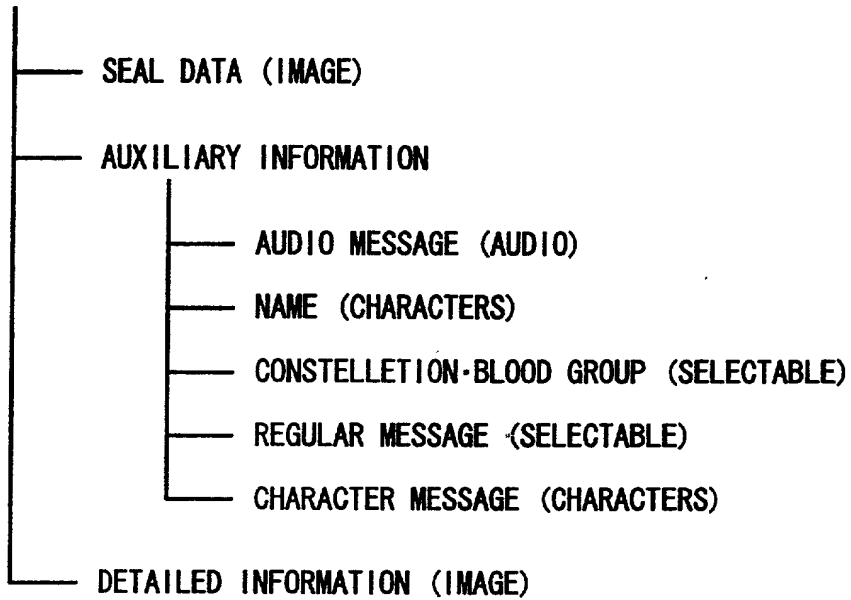 SEAL DATA (IMAGE)
AUXILIARY INFORMATION
AUDIO MESSAGE (AUDIO)
NAME (CHARACTERS)
CONSTELLETION·BLOOD GROUP (SELECTABLE)
REGULAR MESSAGE (SELECTABLE)
CHARACTER MESSAGE (CHARACTERS)
DETAILED INFORMATION (IMAGE)